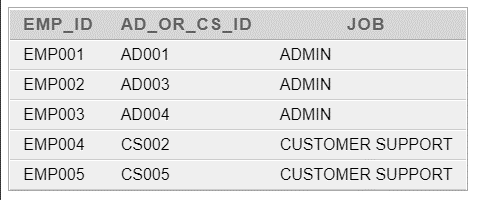 EMP_ID AD_OR_CS_ID JOB
EMP001 AD001 ADMIN
EMP002 AD003 ADMIN
EMP003 AD004 ADMIN
EMP004 CS002 CUSTOMER SUPPORT
EMP005 CS005 CUSTOMER SUPPORT